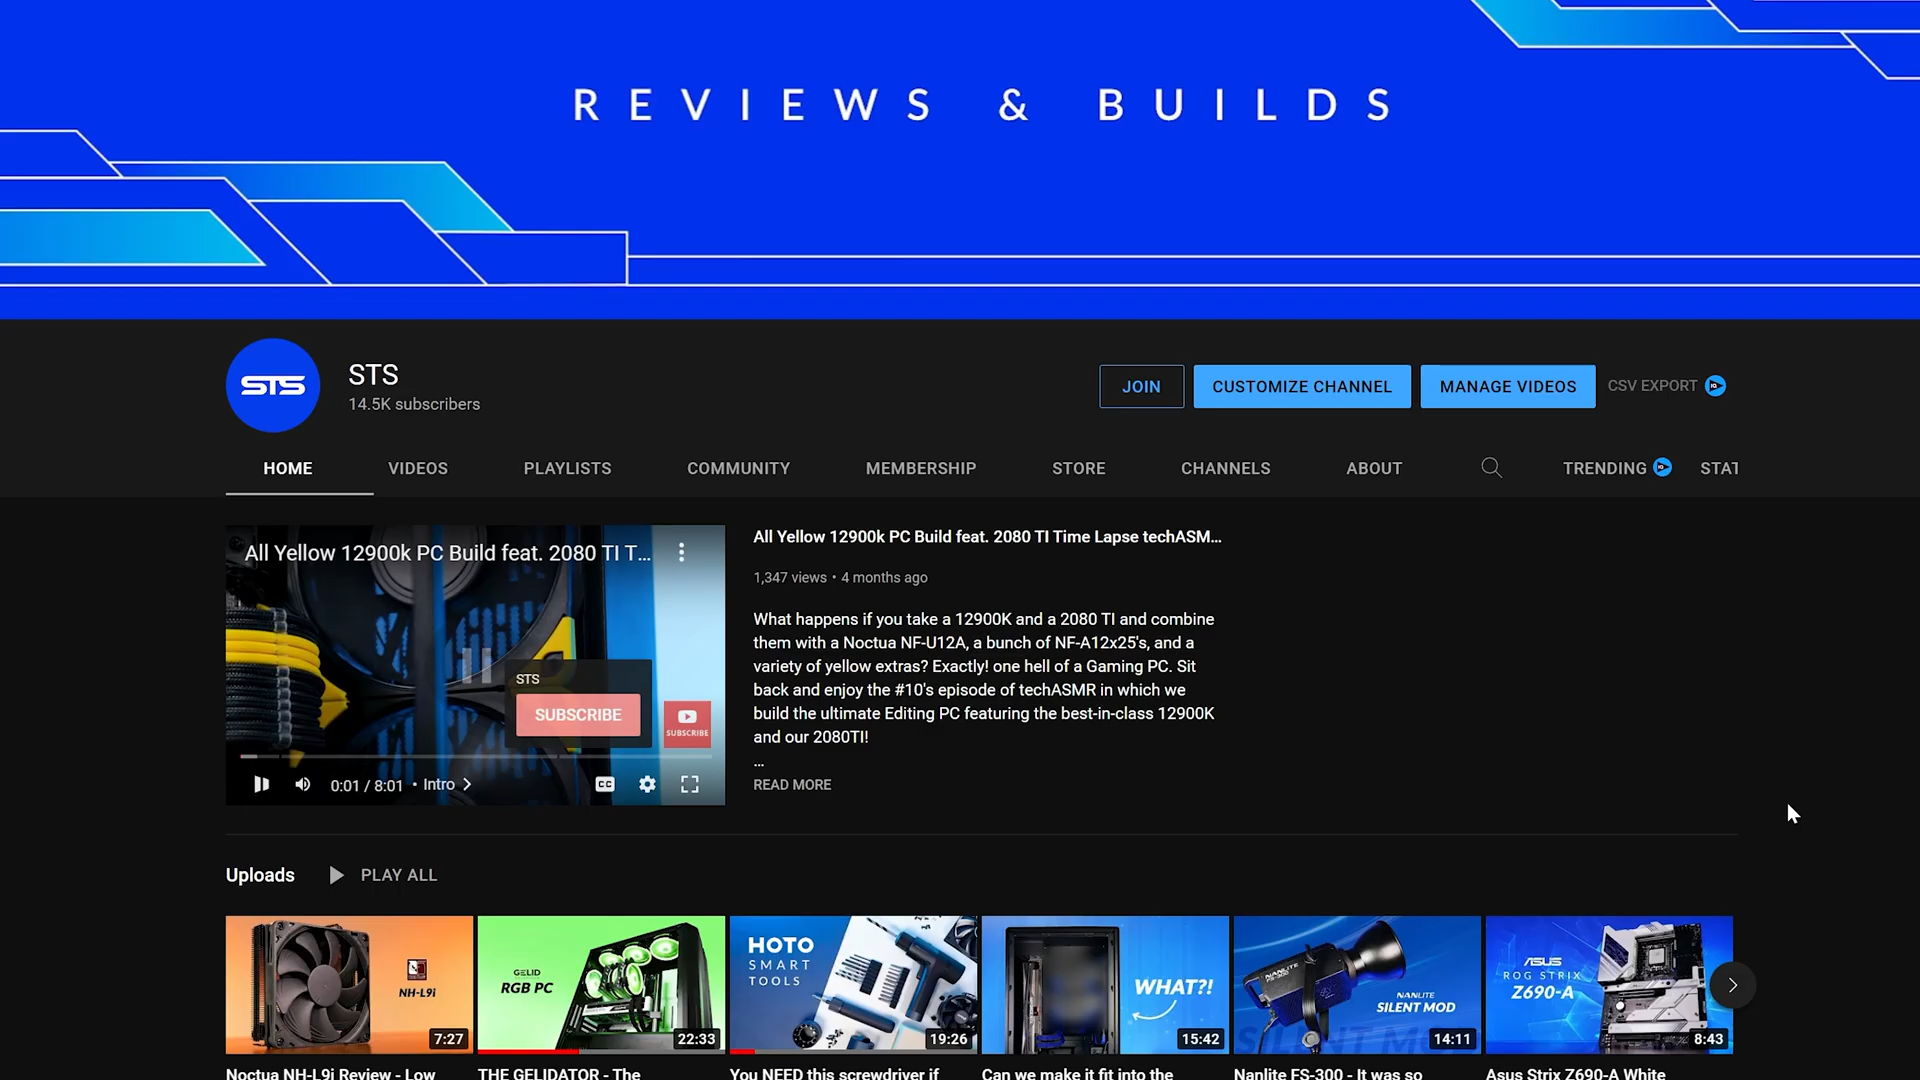 REVIEWS & BUILDS
STS
STS
14.5K subscribers
JOIN
CUSTOMIZE CHANNEL
MANAGE VIDEOS
CSV EXPORT
HOME
VIDEOS
PLAYLISTS
COMMUNITY
MEMBERSHIP
STORE
CHANNELS
ABOUT
TRENDING
STAT
All Yellow 12900k PC Build feat. 2080 TI T...
STS
SUBSCRIBE
SUBSCRIBE
0:01 / 8:01 • Intro
CC
All Yellow 12900k PC Build feat. 2080 TI Time Lapse techASM...
1,347 views • 4 months ago
What happens if you take a 12900K and a 2080 TI and combine
them with a Noctua NF-U12A, a bunch of NF-A12x25's, and a
variety of yellow extras? Exactly! one hell of a Gaming PC. Sit
back and enjoy the #10's episode of techASMR in which we
build the ultimate Editing PC featuring the best-in-class 12900K
and our 2080TI!
...
READ MORE
Uploads
PLAY ALL
NH-L9i
7:27
GELID
RGB PC
22:33
HOTO
SMART
TOOLS
19:26
WHAT?!
15:42
NANLITE
NANLITE
SILENT MOD
SILENT MOD
14:11
ASUS
ROG STRIX
Z690-A
8:43
Noctua NH-L9i Review - Low
THE GELIDATOR - The
You NEED this screwdriver if
Can we make it fit into the
Nanlite FS-300 - It was so
Asus Strix Z690-A White